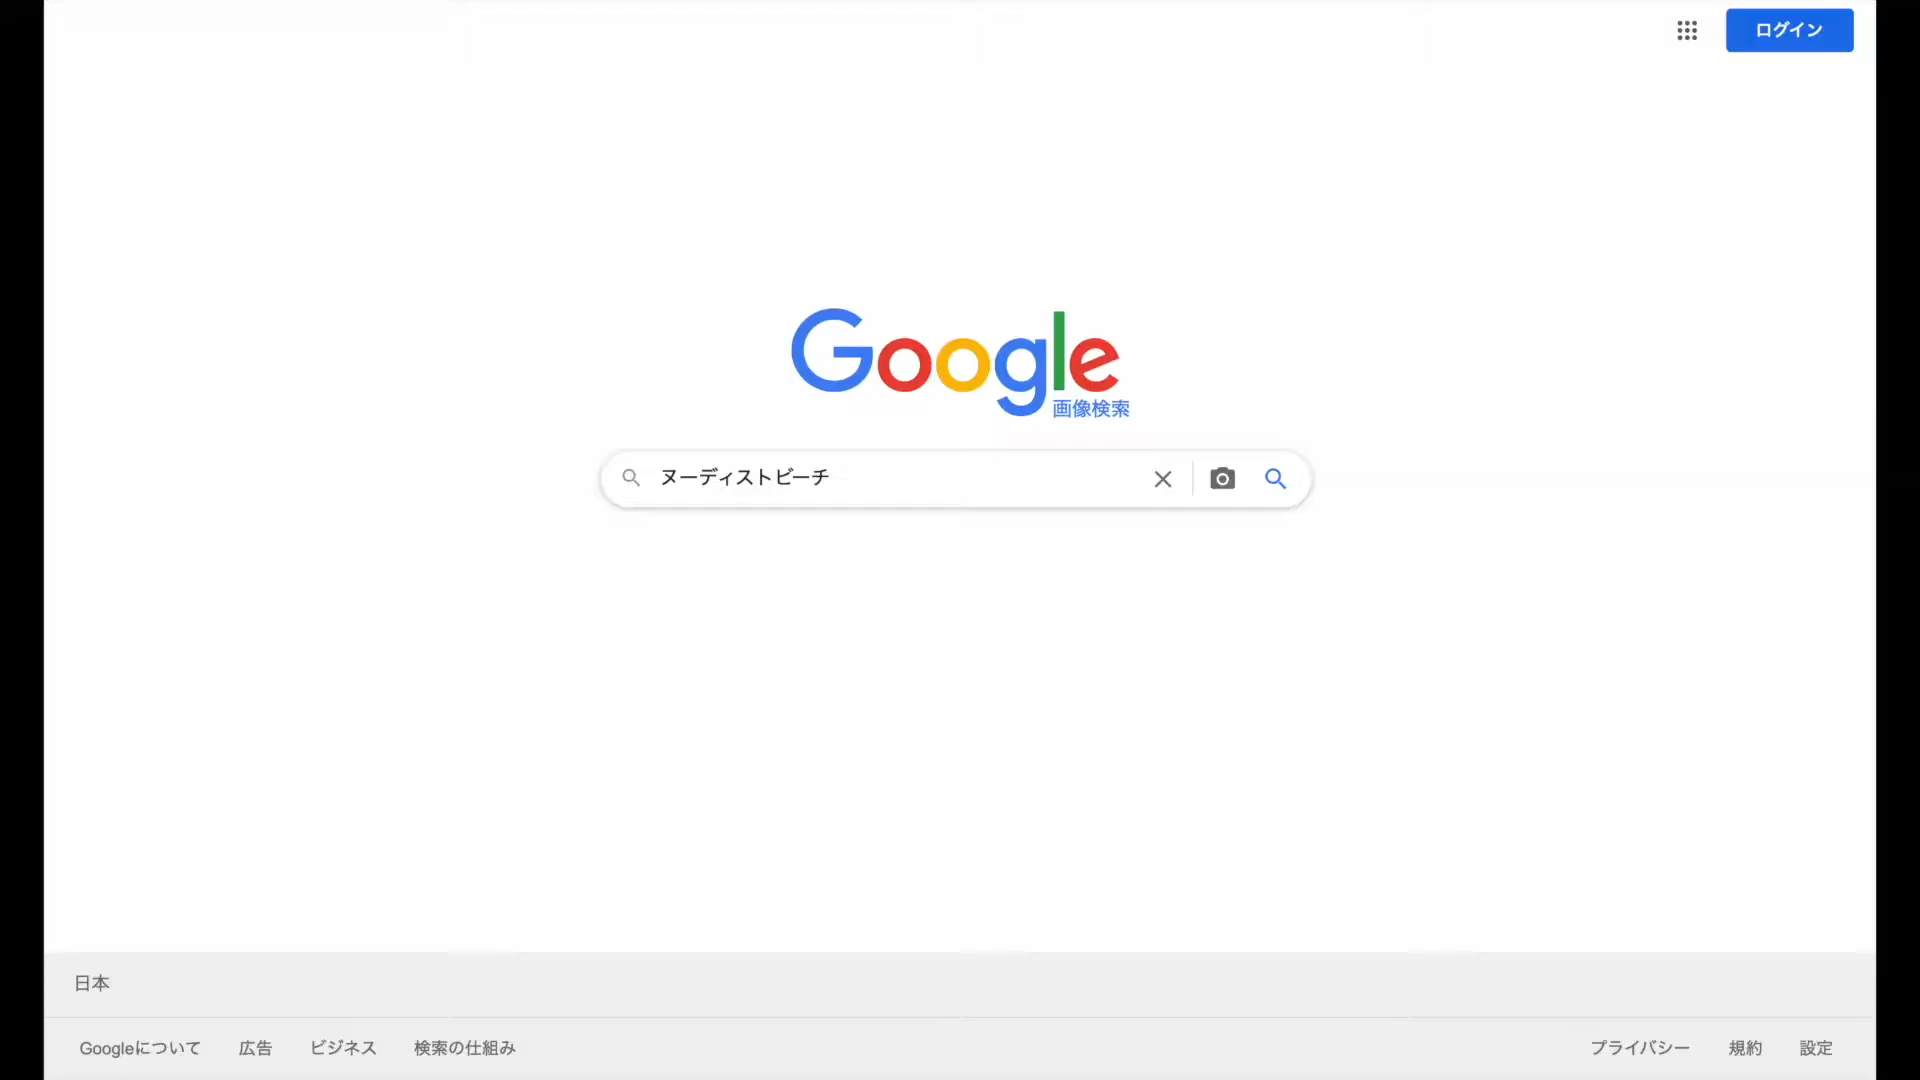 ログイン
Google
画像検索
ヌーディストビーチ
日本
Googleについて 広告 ビジネス 検索の仕組み プライバシー 規約 設定